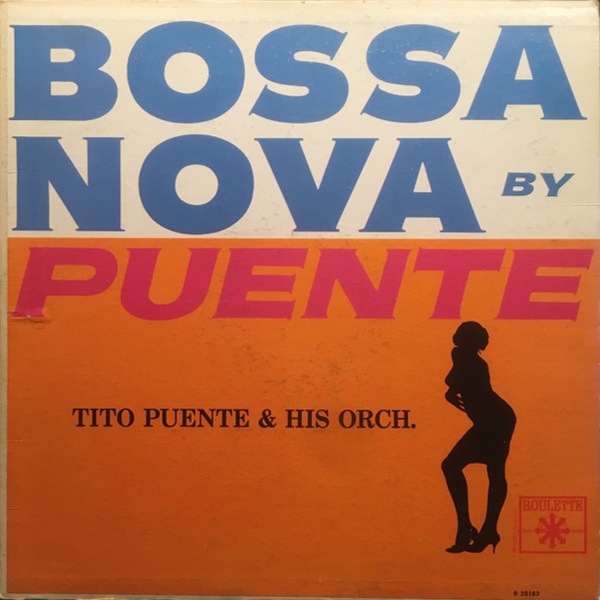 BOSSA
NOVA BY
PUENTE
TITO PUENTE & HIS ORCH.
ROULETTE
R 25193